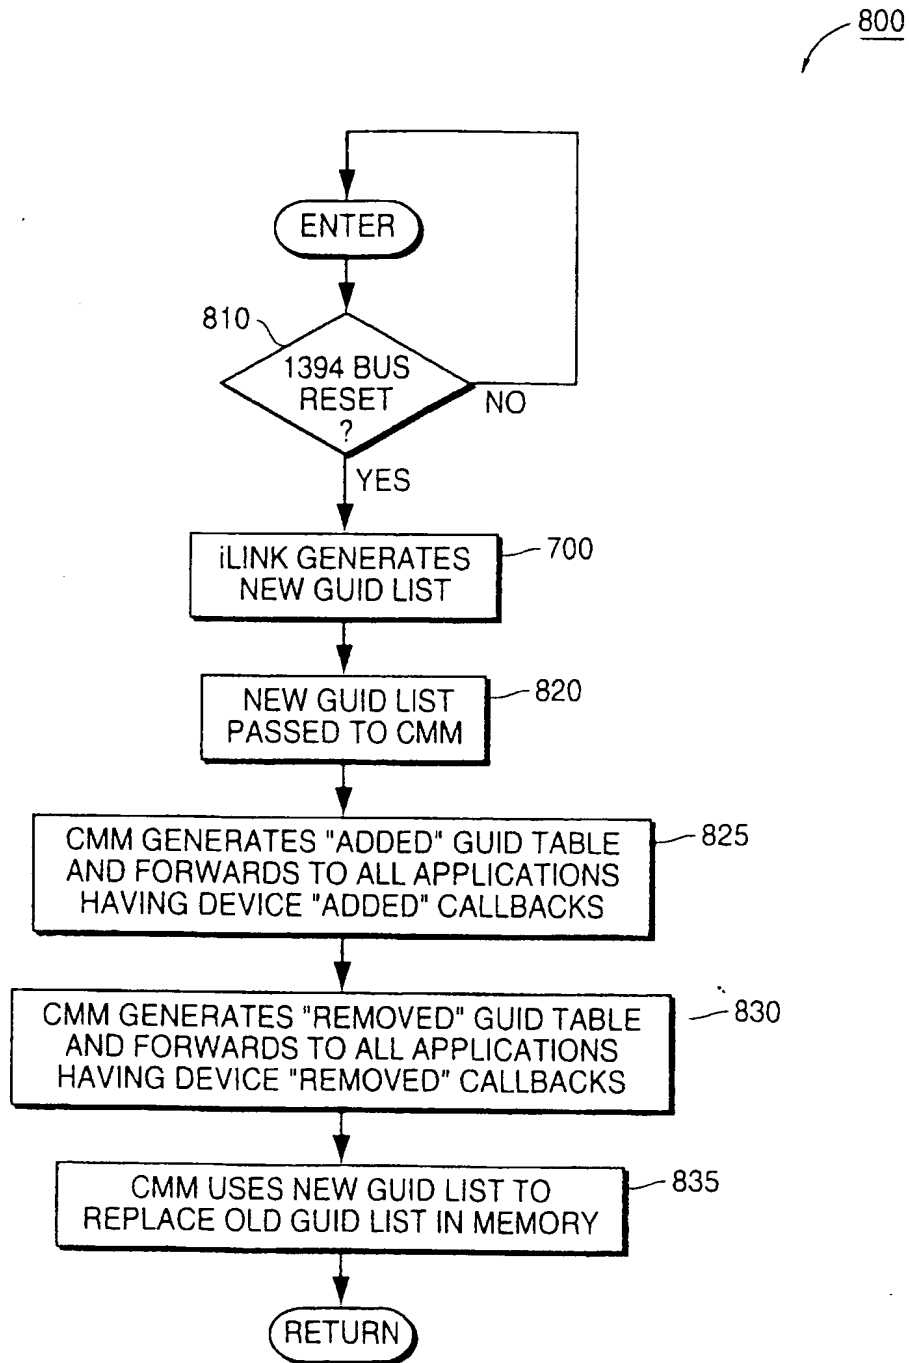 800
ENTER
810
1394 BUS
RESET
?
NO
YES
iLINK GENERATES
NEW GUID LIST
700
NEW GUID LIST
PASSED TO CMM
820
CMM GENERATES "ADDED" GUID TABLE
AND FORWARDS TO ALL APPLICATIONS
HAVING DEVICE "ADDED" CALLBACKS
825
CMM GENERATES "REMOVED" GUID TABLE
AND FORWARDS TO ALL APPLICATIONS
HAVING DEVICE "REMOVED" CALLBACKS
830
CMM USES NEW GUID LIST TO
REPLACE OLD GUID LIST IN MEMORY
835
RETURN